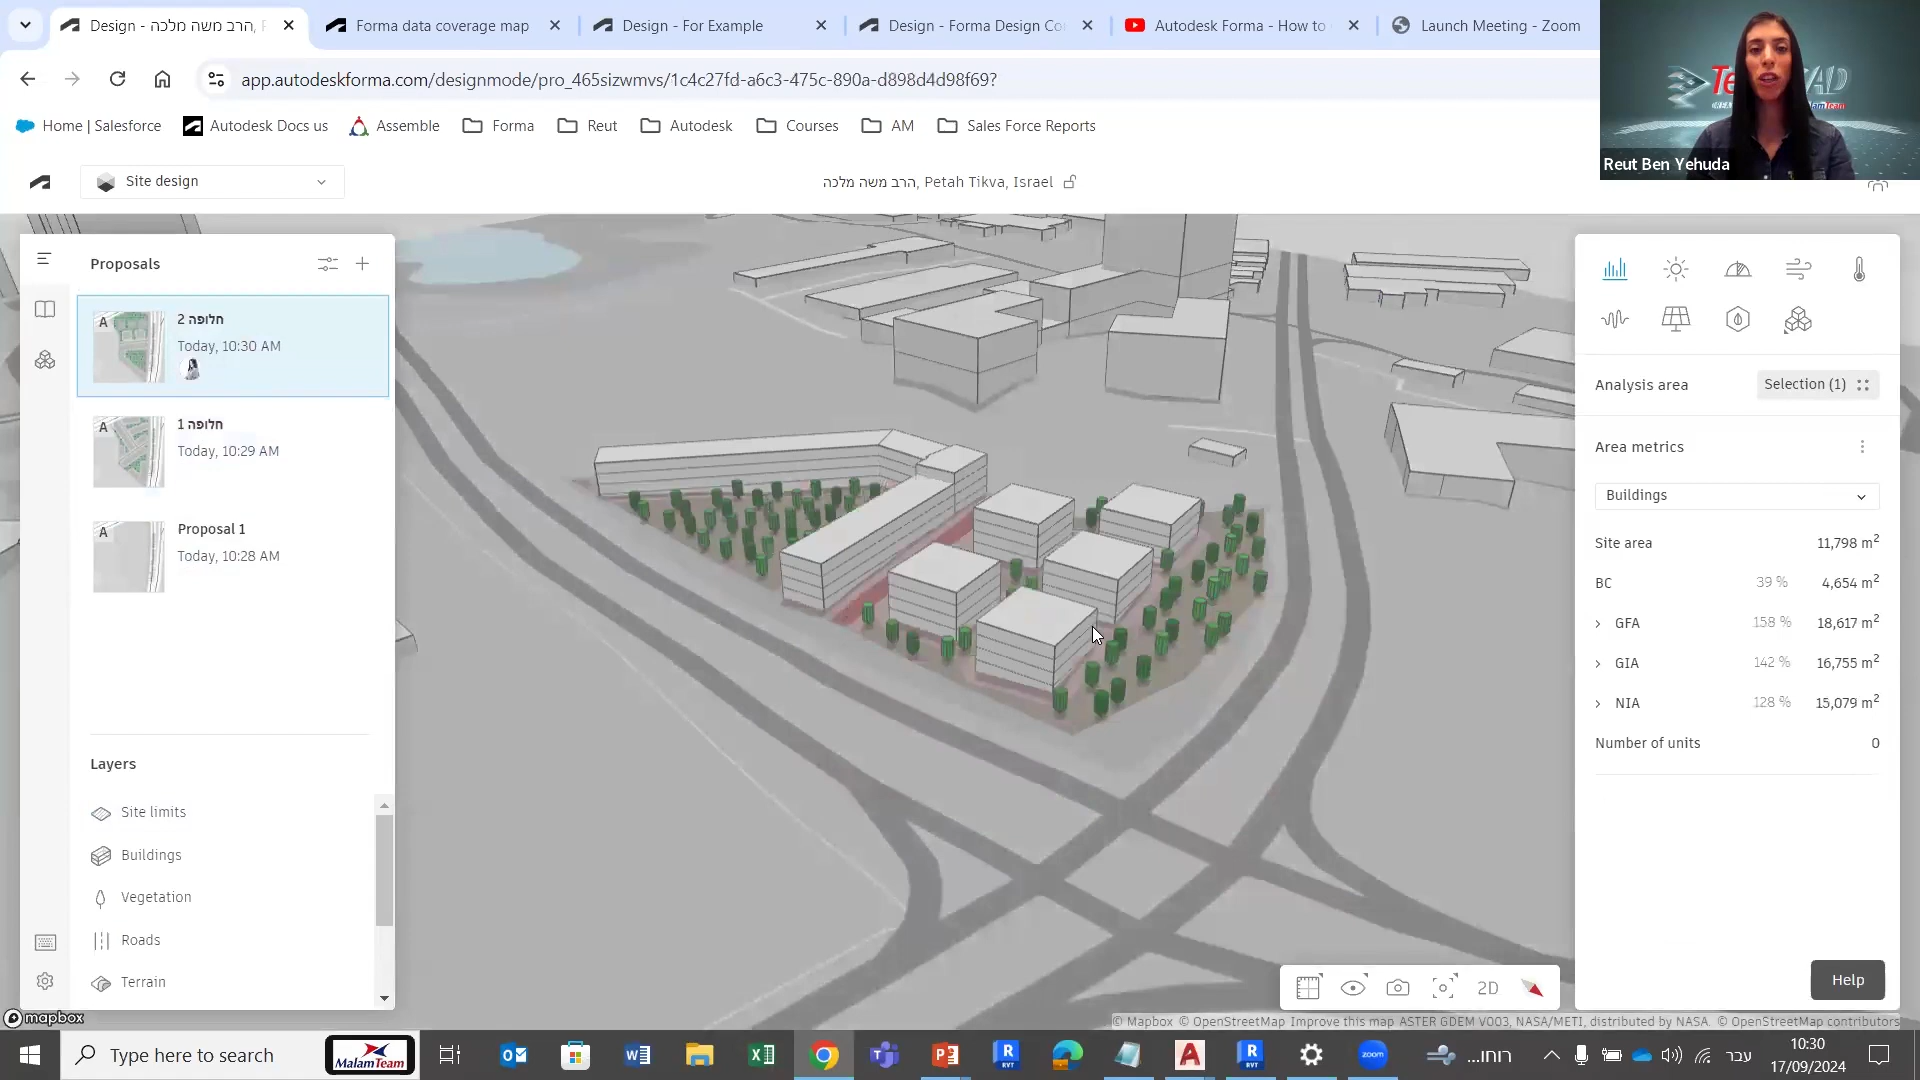 Design - הרב משה מלכה, P
Forma data coverage map
Design - For Example
Design - Forma Design Co
Autodesk Forma - How to
Launch Meeting - Zoom
app.autodeskforma.com/designmode/pro_465sizwmvs/1c4c27fd-a6c3-475c-890a-d898d4d98f69?
Home | Salesforce
Autodesk Docs us
Assemble
Forma
Reut
Autodesk
Courses
AM
Sales Force Reports
Reut Ben Yehuda
Site design
הרב משה מלכה, Petah Tikva, Israel
Proposals
A
חלופה 2
Today, 10:30 AM
A
חלופה 1
Today, 10:29 AM
A
Proposal 1
Today, 10:28 AM
Layers
Site limits
Buildings
Vegetation
Roads
Terrain
Analysis area
Selection (1)
Area metrics
Buildings
Site area 11,798 m²
BC 39 % 4,654 m²
GFA 158 % 18,617 m²
GIA 142 % 16,755 m²
NIA 128 % 15,079 m²
Number of units 0
2D
Help
mapbox
© Mapbox © OpenStreetMap Improve this map ASTER GDEM V003, NASA/METI, distributed by NASA. © OpenStreetMap contributors
Type here to search
MalamTeam
RVT
RVT
zoom
רוחו...
עבר
10:30
17/09/2024